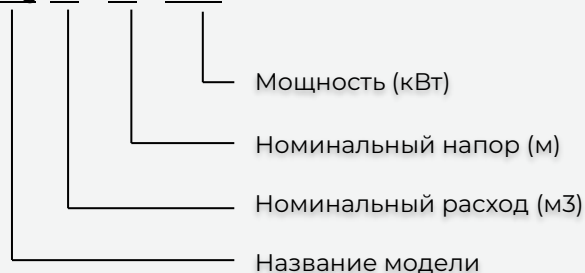 Мощность (кВт)
Номинальный напор (м)
Номинальный расход (м3)
Название модели